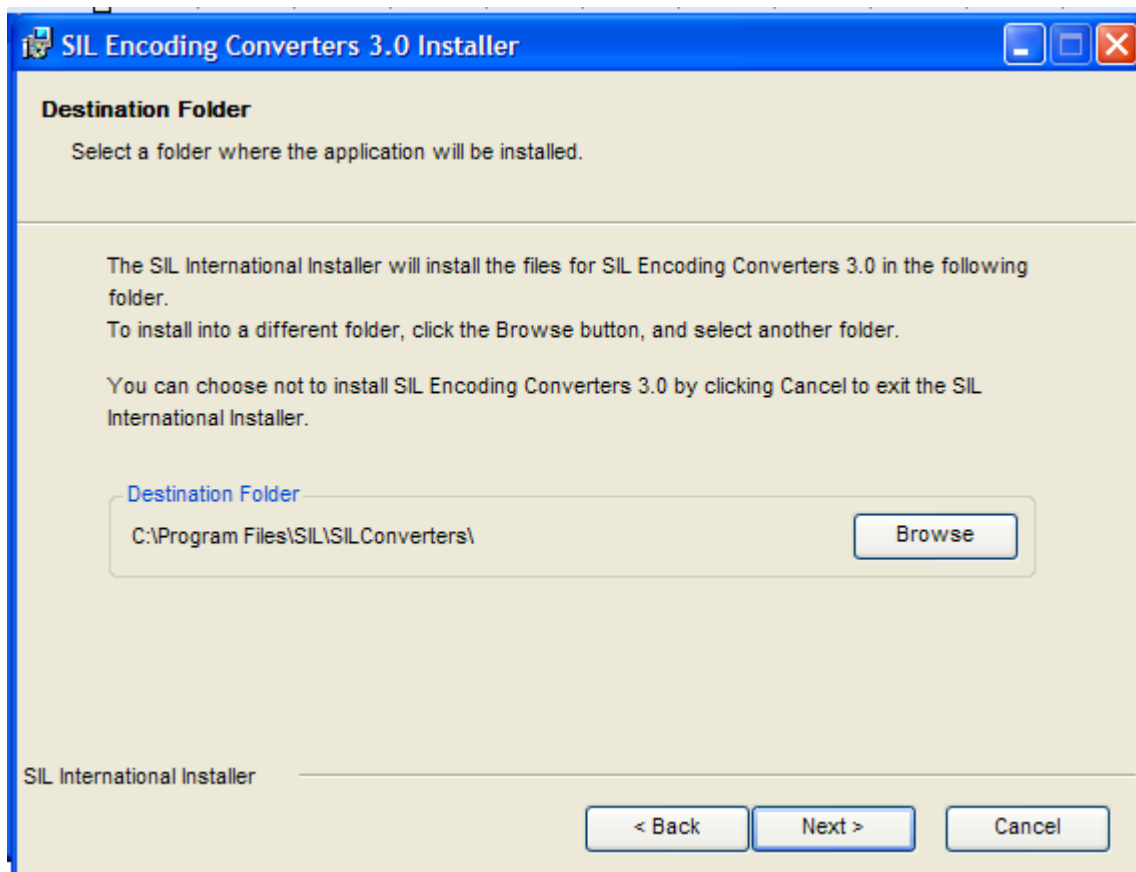 SIL Encoding Converters 3.0 Installer
Destination Folder
Select a folder where the application will be installed.
The SIL International Installer will install the files for SIL Encoding Converters 3.0 in the following
folder.
To install into a different folder, click the Browse button, and select another folder.
You can choose not to install SIL Encoding Converters 3.0 by clicking Cancel to exit the SIL
International Installer.
Destination Folder
C:\Program Files\SIL\SILConverters\
Browse
SIL International Installer
< Back
Next >
Cancel